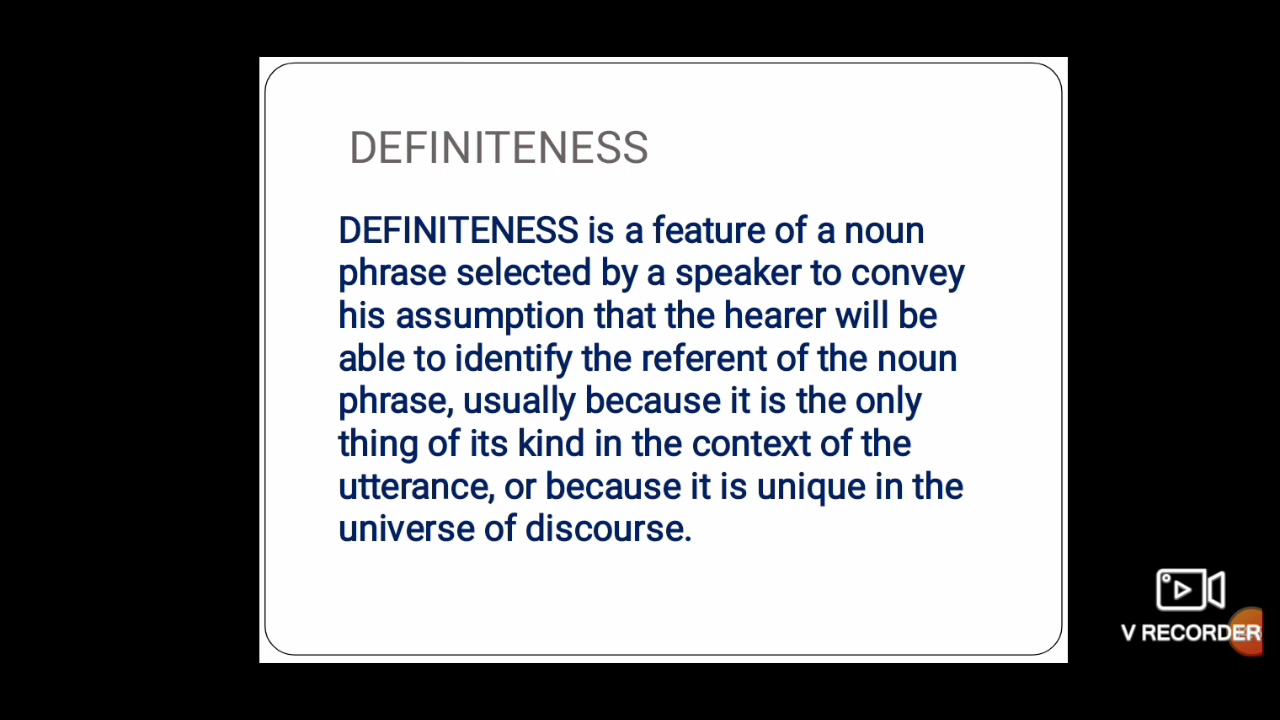 DEFINITENESS
DEFINITENESS is a feature of a noun
phrase selected by a speaker to convey
his assumption that the hearer will be
able to identify the referent of the noun
phrase, usually because it is the only
thing of its kind in the context of the
utterance, or because it is unique in the
universe of discourse.
V RECORDER